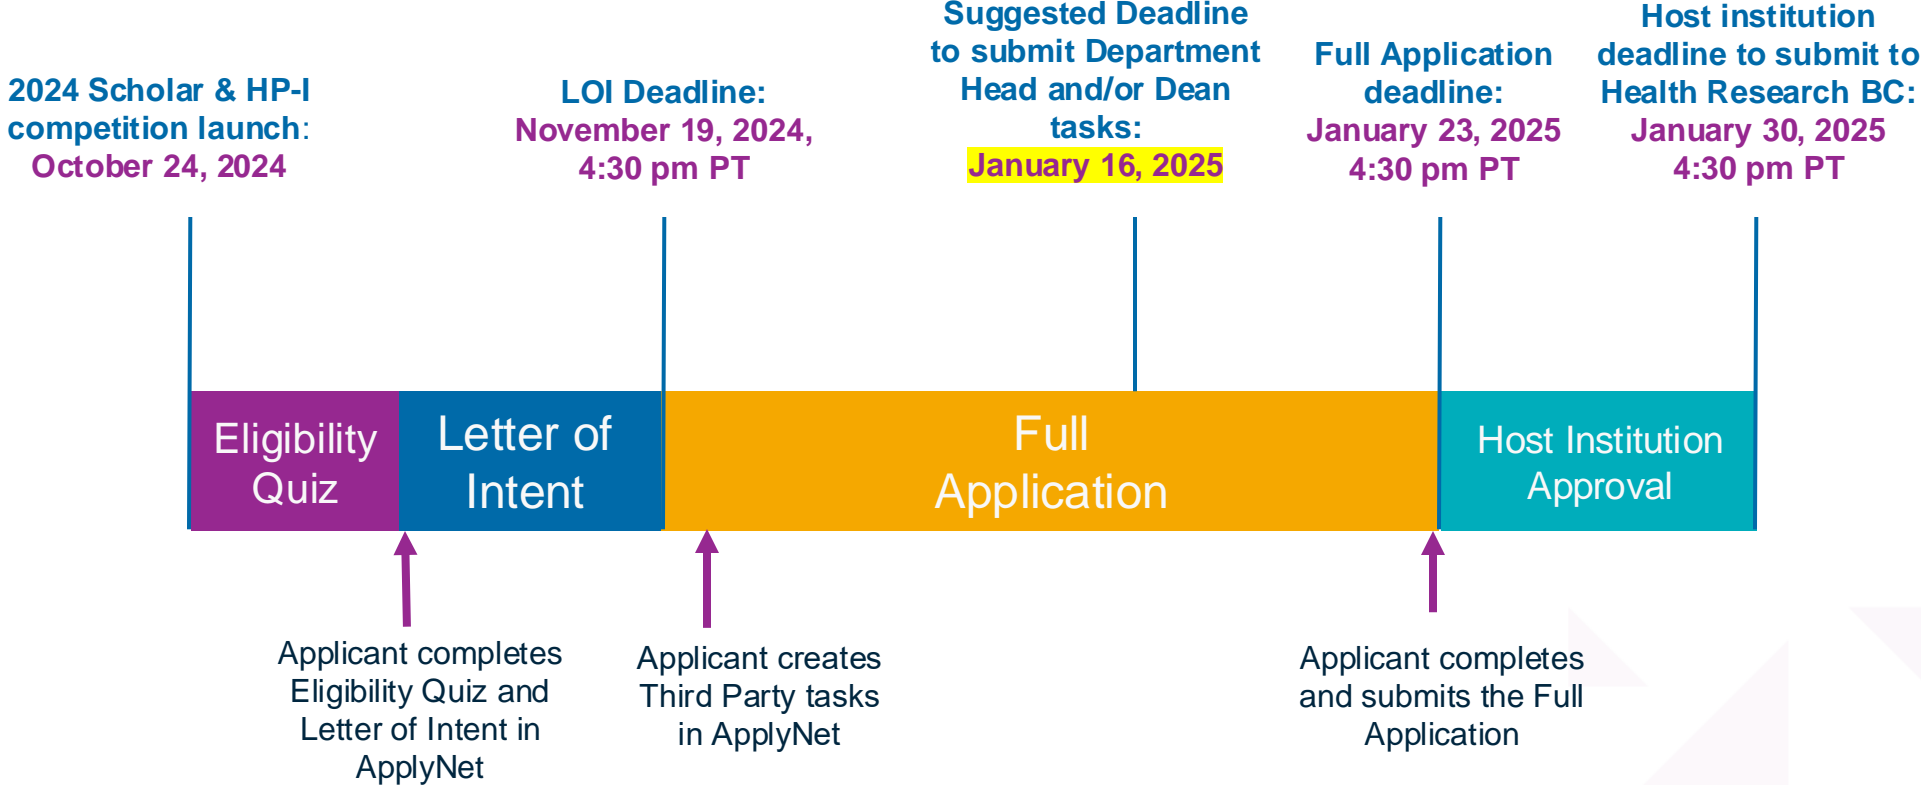 2024 Scholar & HP-I
competition launch:
October 24, 2024
LOI Deadline:
November 19, 2024,
4:30 pm PT
Suggested Deadline
to submit Department
Head and/or Dean
tasks:
January 16, 2025
Full Application
deadline:
January 23, 2025
4:30 pm PT
Host institution
deadline to submit to
Health Research BC:
January 30, 2025
4:30 pm PT
Eligibility
Quiz
Letter of
Intent
Full
Application
Host Institution
Approval
Applicant completes
Eligibility Quiz and
Letter of Intent in
ApplyNet
Applicant creates
Third Party tasks
in ApplyNet
Applicant completes
and submits the Full
Application